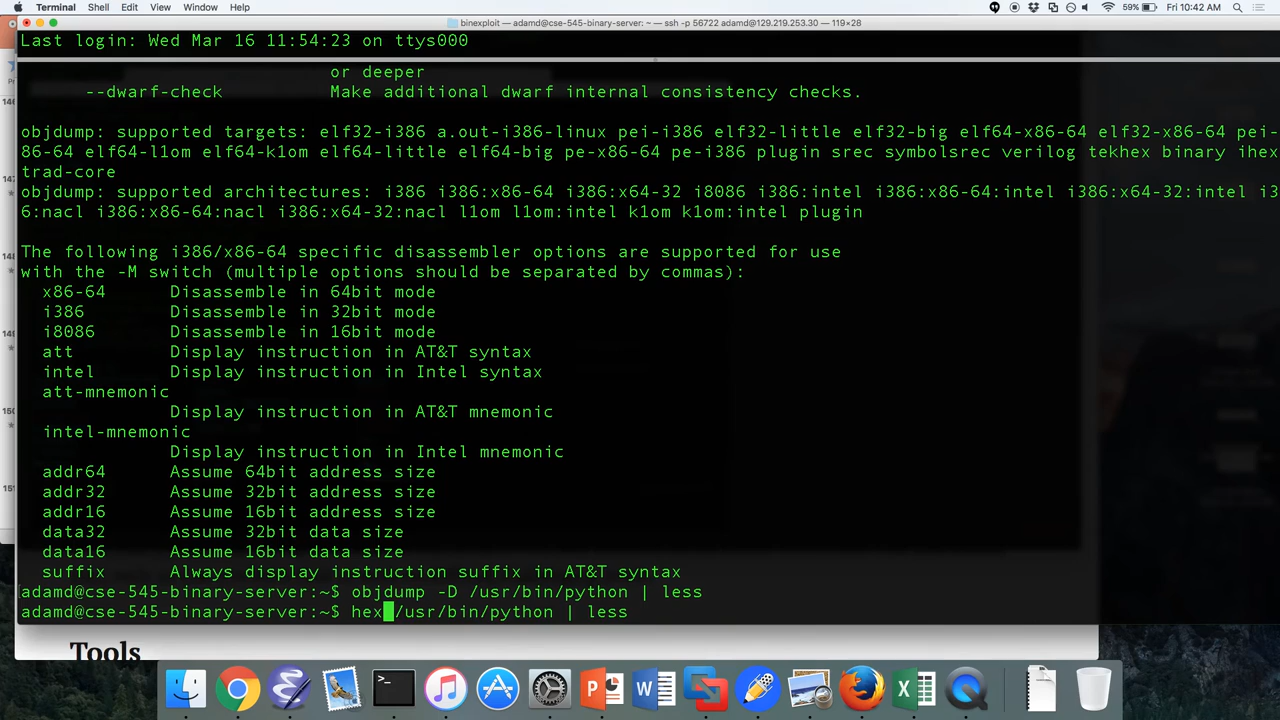 Terminal Shell Edit View Window Help 59% Fri 10:42 AM
binexploit — adamd@cse-545-binary-server: ~ — ssh -p 56722 adamd@129.219.253.30 — 119×28
Last login: Wed Mar 16 11:54:23 on ttys000
or deeper
--dwarf-check Make additional dwarf internal consistency checks.
objdump: supported targets: elf32-i386 a.out-i386-linux pei-i386 elf32-little elf32-big elf64-x86-64 elf32-x86-64 pei-
86-64 elf64-l1om elf64-k1om elf64-little elf64-big pe-x86-64 pe-i386 plugin srec symbolsrec verilog tekhex binary ihex
trad-core
objdump: supported architectures: i386 i386:x86-64 i386:x64-32 i8086 i386:intel i386:x86-64:intel i386:x64-32:intel i3
6:nacl i386:x86-64:nacl i386:x64-32:nacl l1om l1om:intel k1om k1om:intel plugin
The following i386/x86-64 specific disassembler options are supported for use
with the -M switch (multiple options should be separated by commas):
x86-64 Disassemble in 64bit mode
i386 Disassemble in 32bit mode
i8086 Disassemble in 16bit mode
att Display instruction in AT&T syntax
intel Display instruction in Intel syntax
att-mnemonic
Display instruction in AT&T mnemonic
intel-mnemonic
Display instruction in Intel mnemonic
addr64 Assume 64bit address size
addr32 Assume 32bit address size
addr16 Assume 16bit address size
data32 Assume 32bit data size
data16 Assume 16bit data size
suffix Always display instruction suffix in AT&T syntax
adamd@cse-545-binary-server:~$ objdump -D /usr/bin/python | less
adamd@cse-545-binary-server:~$ hex /usr/bin/python | less
Tools